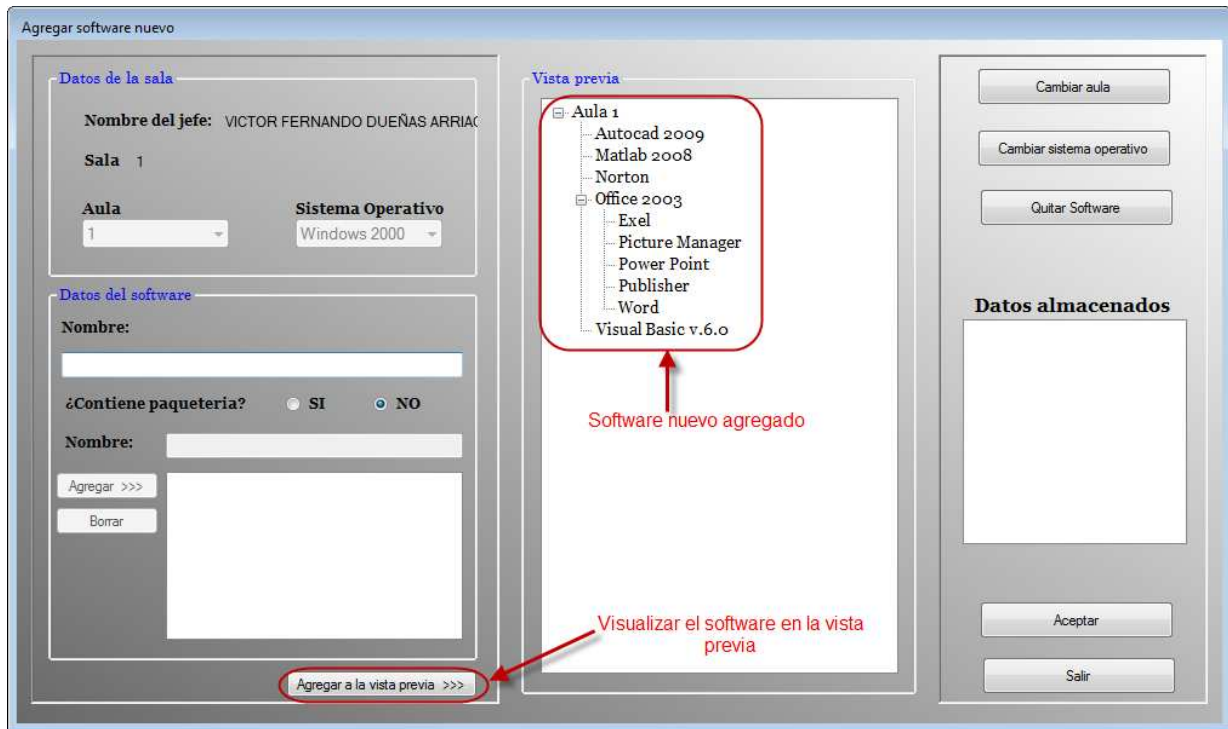 Agregar software nuevo
Datos de la sala
Nombre del jefe: VICTOR FERNANDO DUEÑAS ARRIAC
Sala 1
Aula
Sistema Operativo
1
Windows 2000
Datos del software
Nombre:
¿Contiene paqueteria?
SI
NO
Nombre:
Agregar >>>
Borrar
Agregar a la vista previa >>>
Vista previa
Aula 1
Autocad 2009
Matlab 2008
Norton
Office 2003
Exel
Picture Manager
Power Point
Publisher
Word
Visual Basic v.6.0
Software nuevo agregado
Visualizar el software en la vista
previa
Cambiar aula
Cambiar sistema operativo
Quitar Software
Datos almacenados
Aceptar
Salir